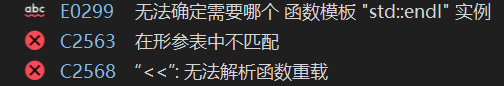 abc E0299 无法确定需要哪个 函数模板 "std::endl" 实例
C2563 在形参表中不匹配
C2568 “<<”: 无法解析函数重载